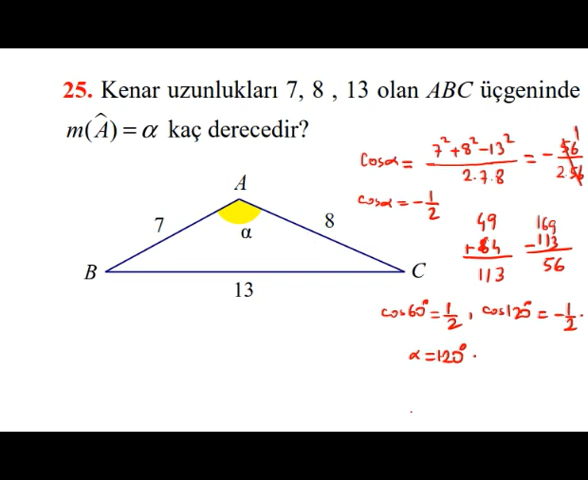 25. Kenar uzunlukları 7, 8 , 13 olan ABC üçgeninde
m(Â) = α kaç derecedir?
cosα = (7² + 8² - 13²) / (2.7.8) = - 56 / 2.56 1
cosα = - 1/2
49
+ 64
113
169
- 113
56
A
7
8
α
B
C
13
cos60° = 1/2 , cos120° = - 1/2 .
α = 120° .